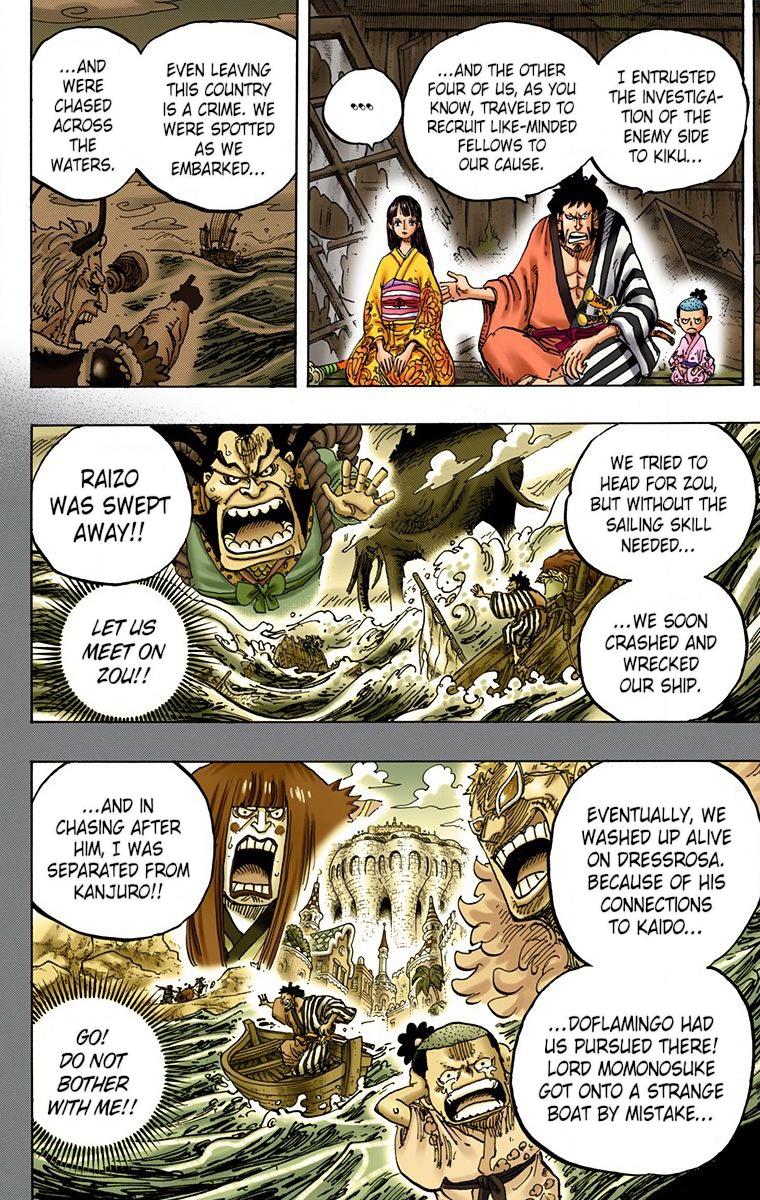 I ENTRUSTED
THE INVESTIGA-
TION OF THE
ENEMY SIDE
TO KIKU...
...AND THE OTHER
FOUR OF US, AS YOU
KNOW, TRAVELED TO
RECRUIT LIKE-MINDED
FELLOWS TO
OUR CAUSE.
...
EVEN LEAVING
THIS COUNTRY
IS A CRIME. WE
WERE SPOTTED
AS WE
EMBARKED...
...AND
WERE
CHASED
ACROSS
THE
WATERS.
WE TRIED TO
HEAD FOR ZOU,
BUT WITHOUT THE
SAILING SKILL
NEEDED...
...WE SOON
CRASHED AND
WRECKED
OUR SHIP.
RAIZO
WAS SWEPT
AWAY!!
LET US
MEET ON
ZOU!!
EVENTUALLY, WE
WASHED UP ALIVE
ON DRESSROSA.
BECAUSE OF HIS
CONNECTIONS
TO KAIDO...
...DOFLAMINGO HAD
US PURSUED THERE!
LORD MOMONOSUKE
GOT ONTO A STRANGE
BOAT BY MISTAKE...
...AND IN
CHASING AFTER
HIM, I WAS
SEPARATED FROM
KANJURO!!
GO!
DO NOT
BOTHER
WITH ME!!